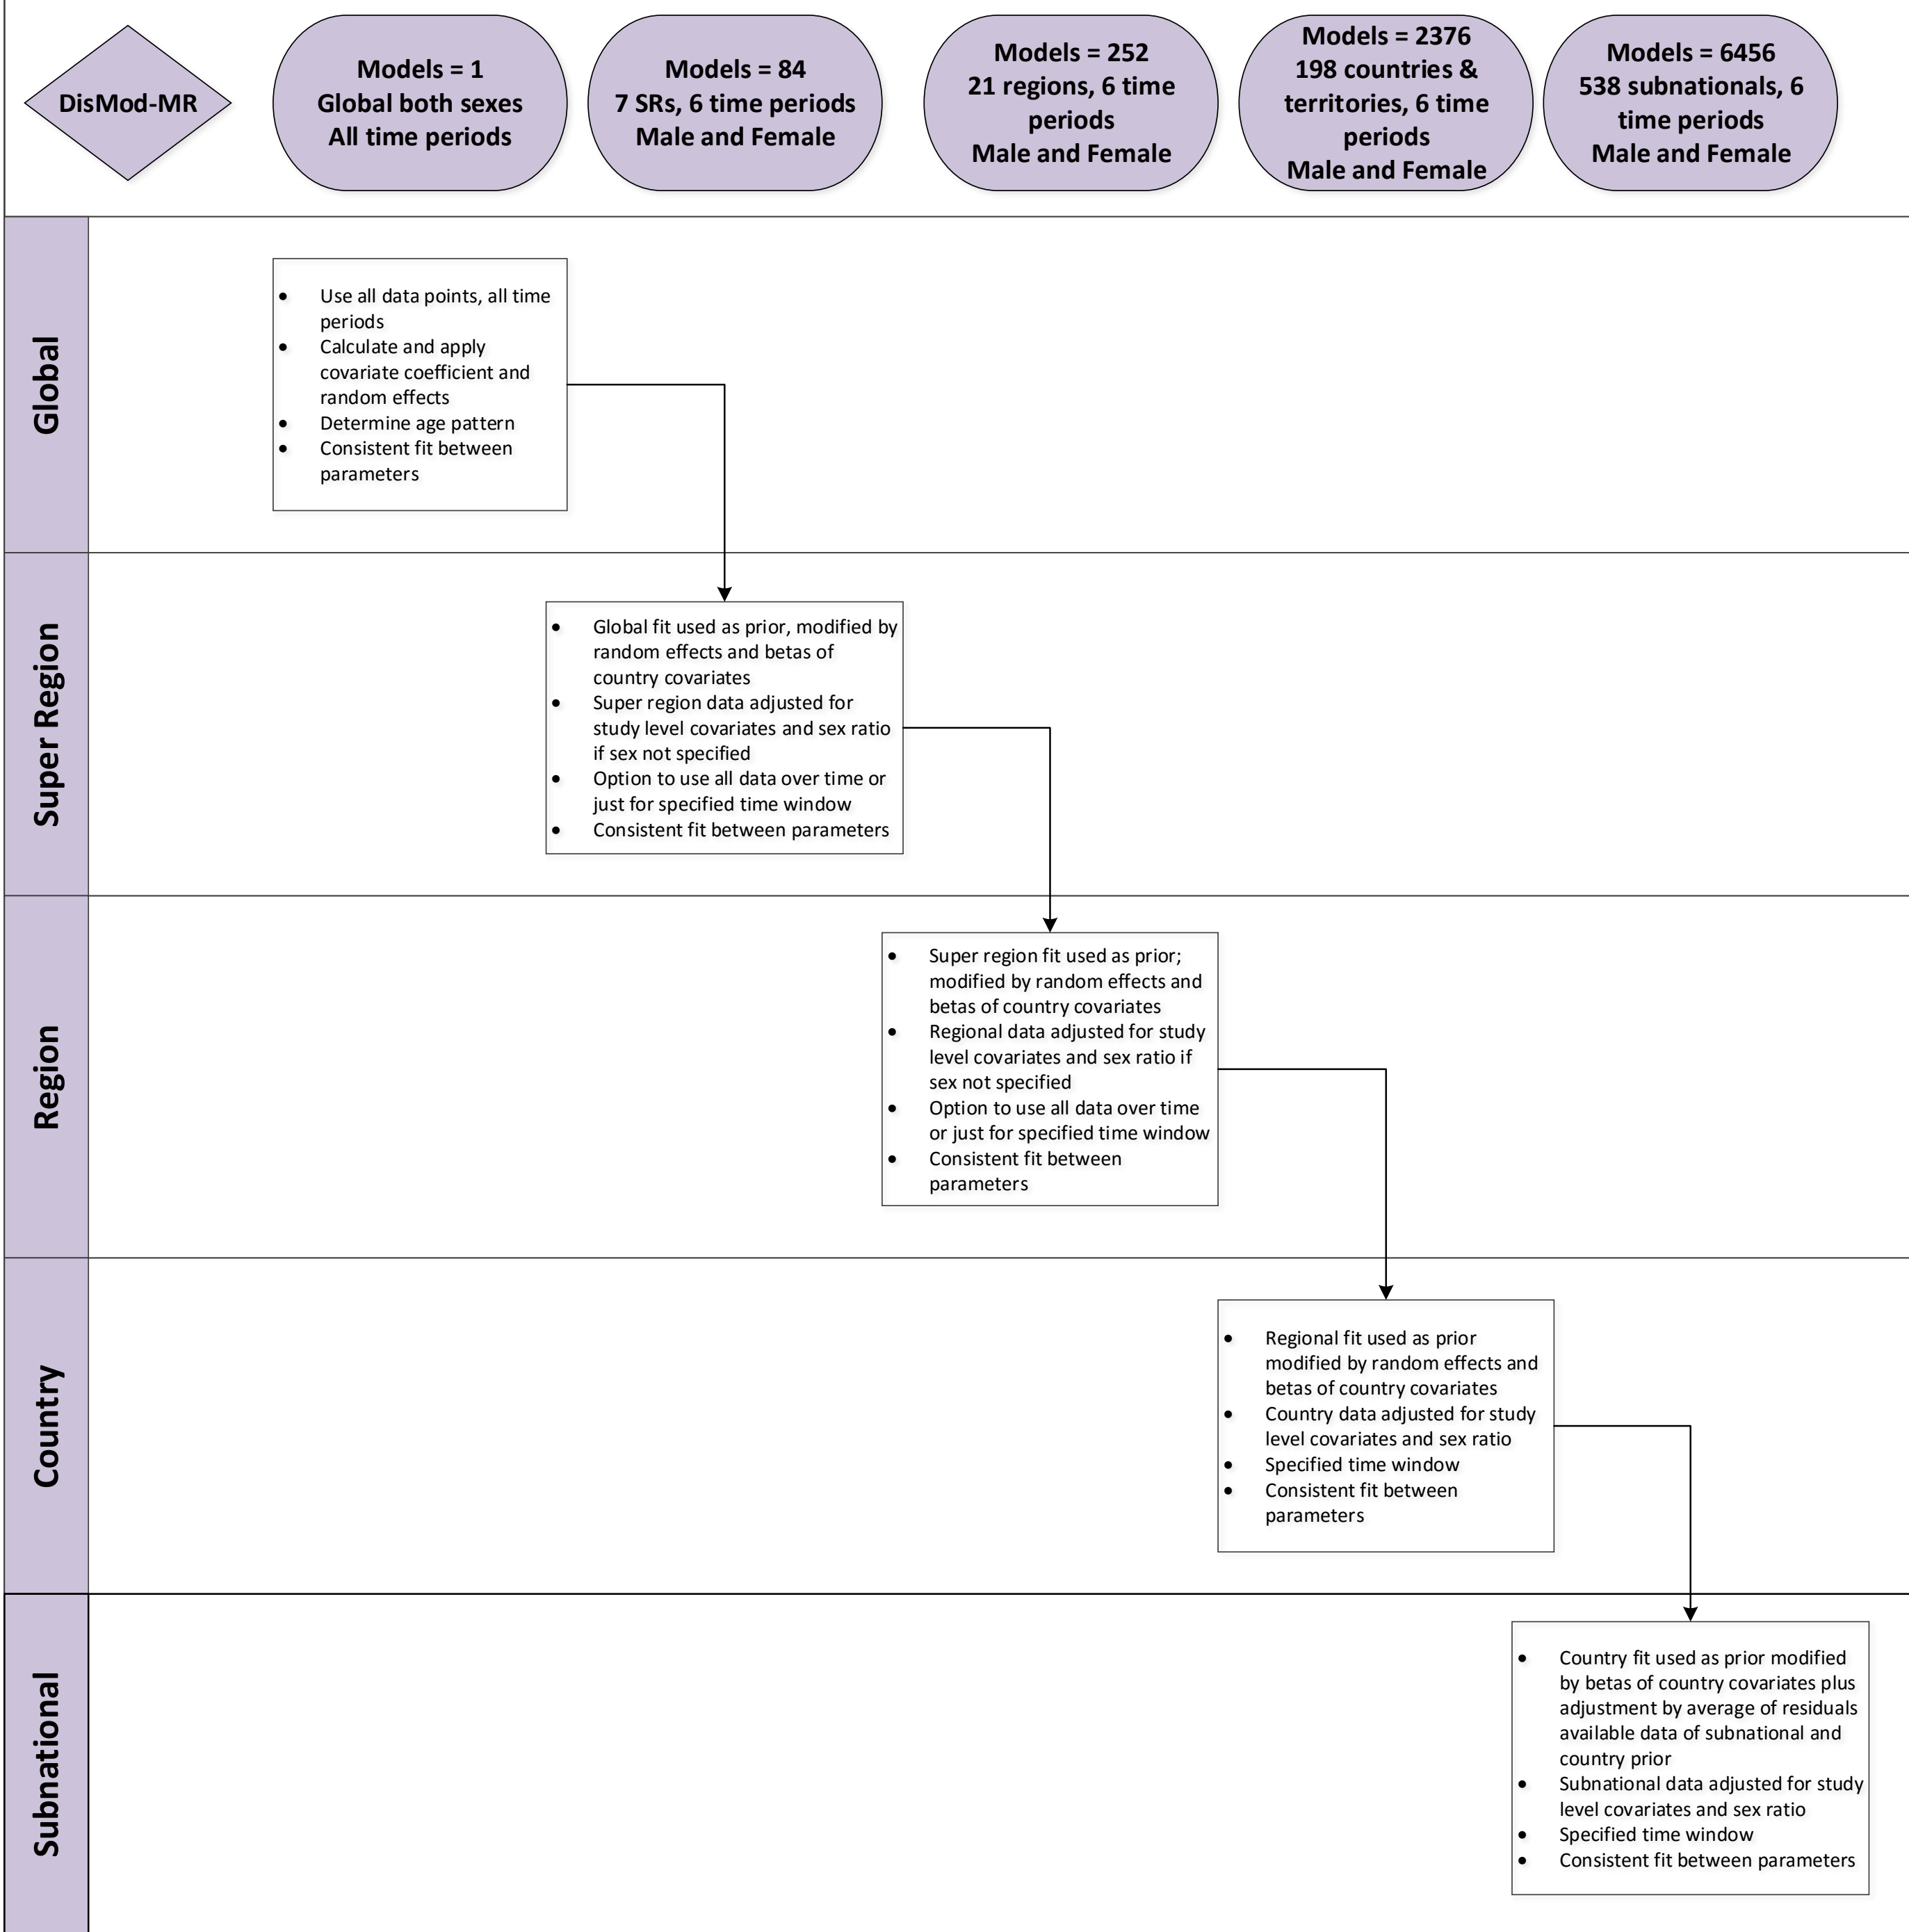 DisMod-MR
Models = 1
Global both sexes
All time periods
Models = 84
7 SRs, 6 time periods
Male and Female
Models = 252
21 regions, 6 time
periods
Male and Female
Models = 2376
198 countries &
territories, 6 time
periods
Male and Female
Models = 6456
538 subnationals, 6
time periods
Male and Female
Global
• Use all data points, all time
periods
• Calculate and apply
covariate coefficient and
random effects
• Determine age pattern
• Consistent fit between
parameters
Super Region
• Global fit used as prior, modified by
random effects and betas of
country covariates
• Super region data adjusted for
study level covariates and sex ratio
if sex not specified
• Option to use all data over time or
just for specified time window
• Consistent fit between parameters
Region
• Super region fit used as prior;
modified by random effects and
betas of country covariates
• Regional data adjusted for study
level covariates and sex ratio if
sex not specified
• Option to use all data over time
or just for specified time window
• Consistent fit between
parameters
Country
• Regional fit used as prior
modified by random effects and
betas of country covariates
• Country data adjusted for study
level covariates and sex ratio
• Specified time window
• Consistent fit between
parameters
Subnational
• Country fit used as prior modified
by betas of country covariates plus
adjustment by average of residuals
available data of subnational and
country prior
• Subnational data adjusted for study
level covariates and sex ratio
• Specified time window
• Consistent fit between parameters